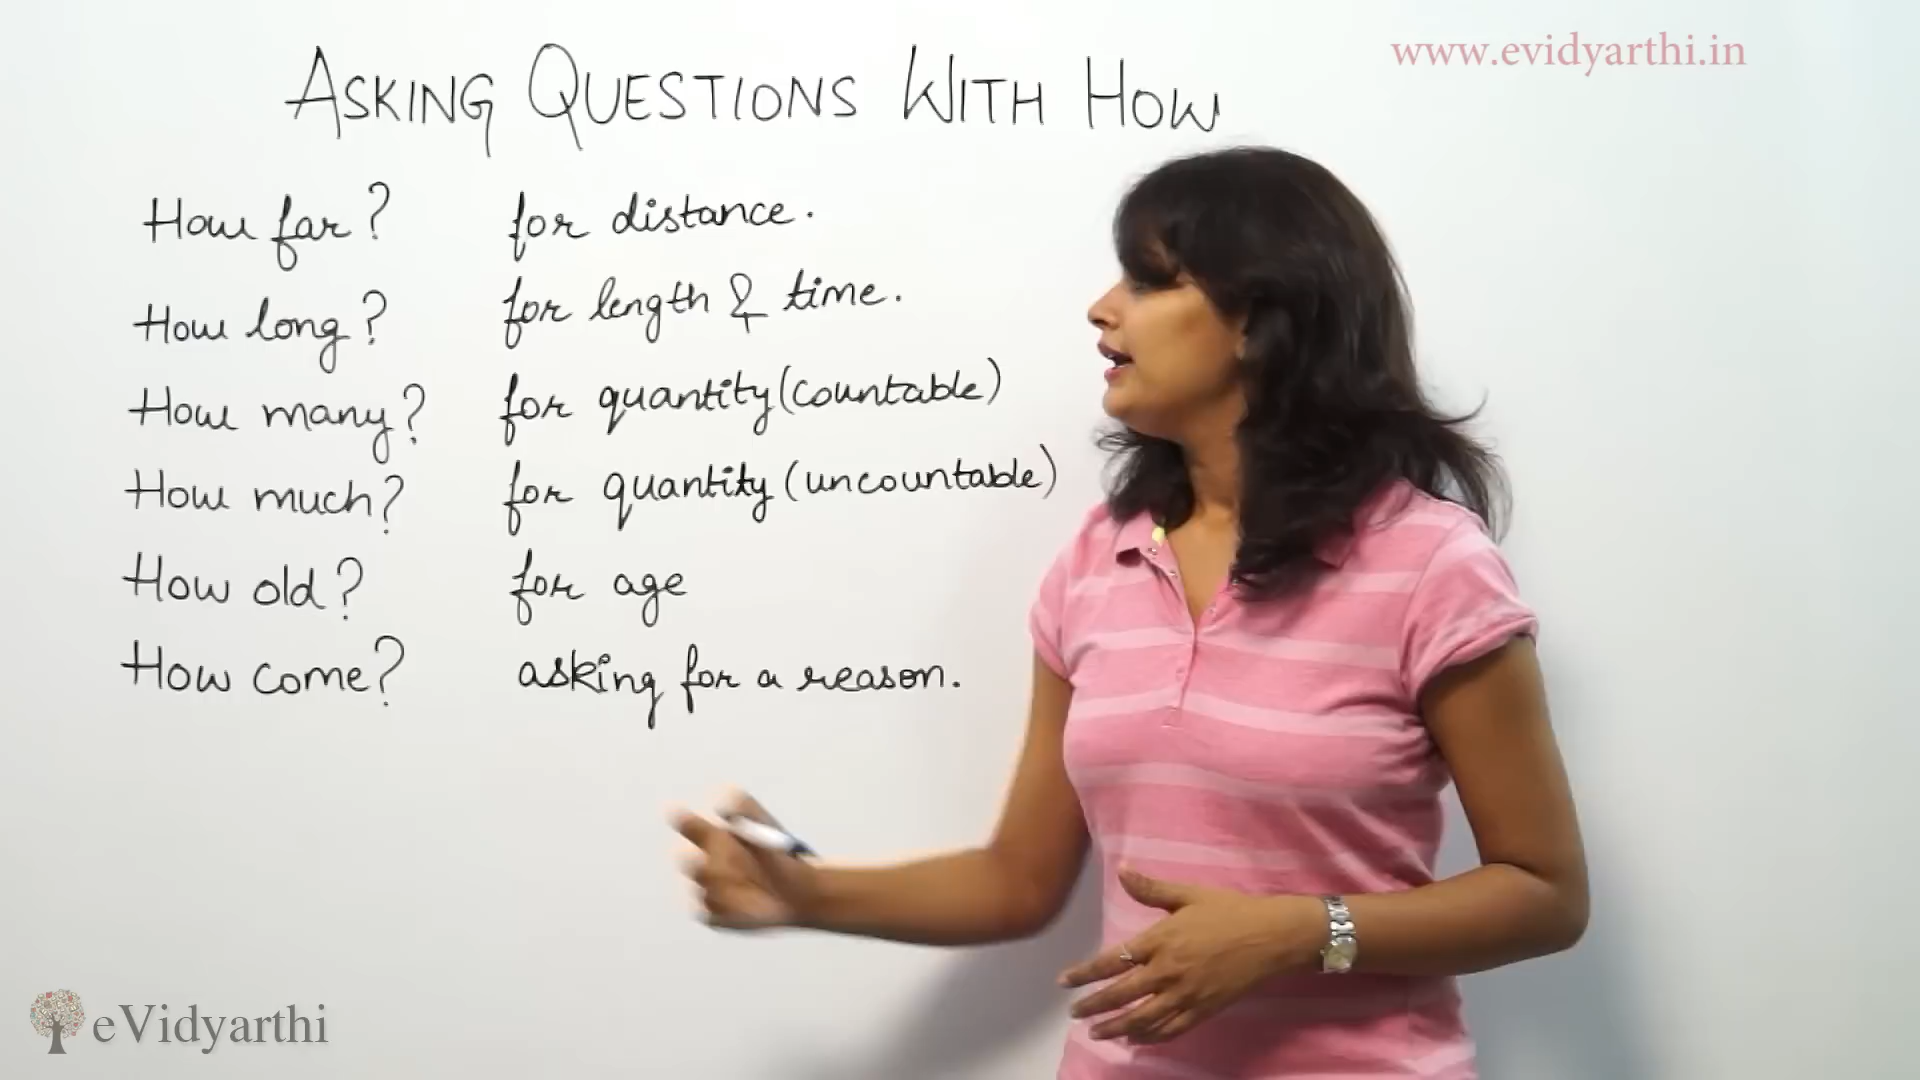 www.evidyarthi.in
ASKING QUESTIONS WITH HOW
How far? for distance.
How long? for length & time.
How many? for quantity (countable)
How much? for quantity (uncountable)
How old? for age
How come? asking for a reason.
eVidyarthi